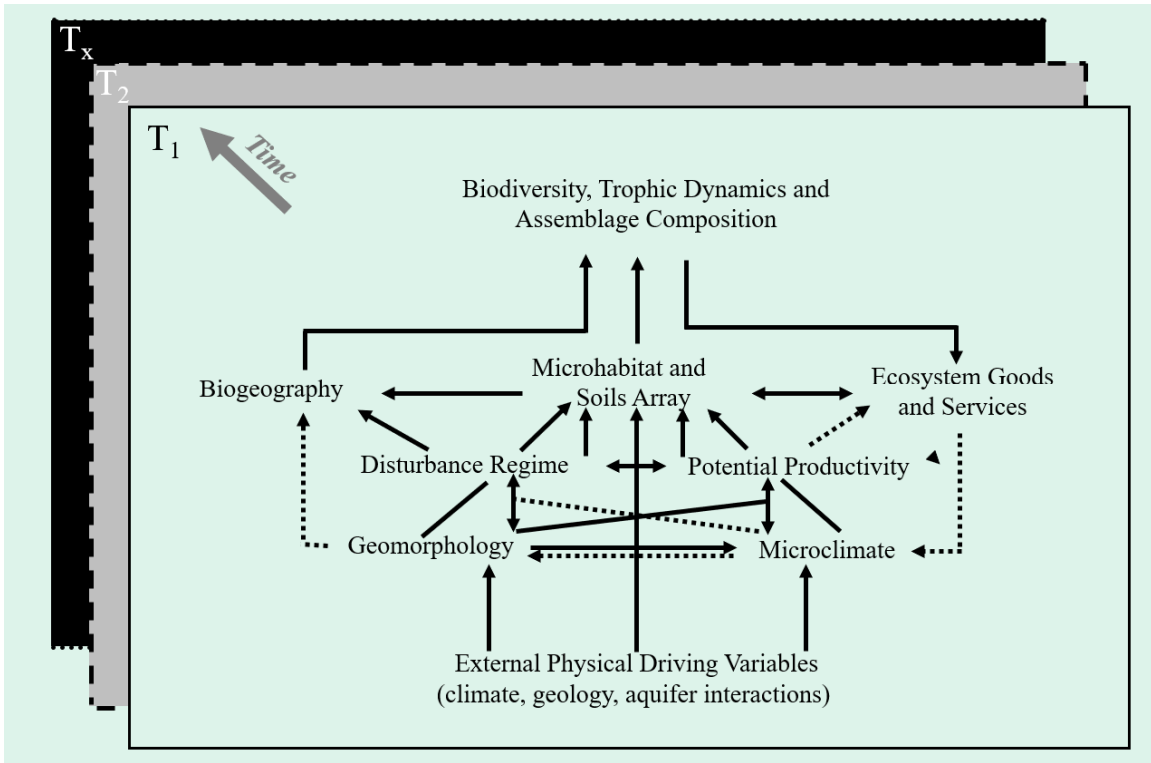 Tx
T2
T1
Time
Biodiversity, Trophic Dynamics and
Assemblage Composition
Microhabitat and
Soils Array
Biogeography
Ecosystem Goods
and Services
Disturbance Regime
Potential Productivity
Geomorphology
Microclimate
External Physical Driving Variables
(climate, geology, aquifer interactions)